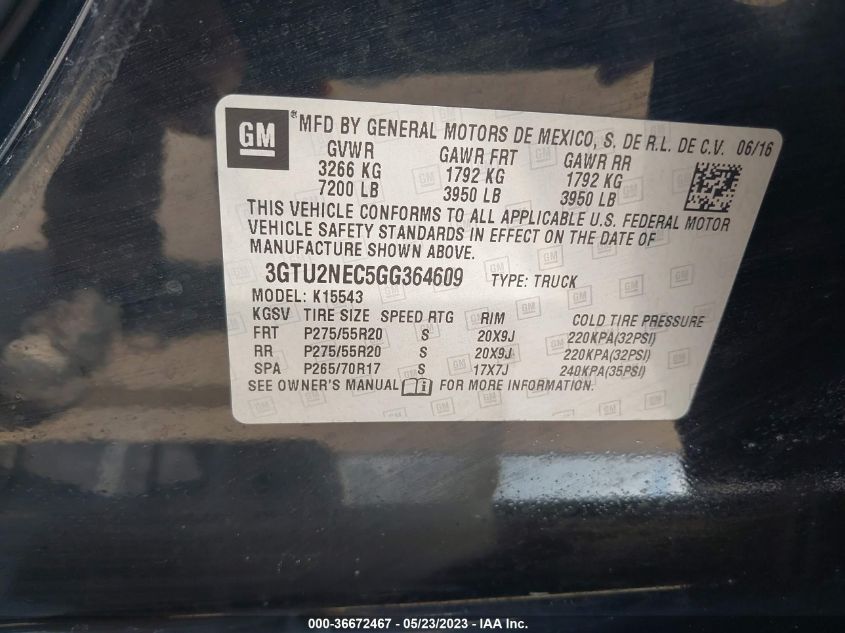 GM ® MFD BY GENERAL MOTORS DE MEXICO, S. DE R.L. DE C.V. 06/16
GVWR GAWR FRT GAWR RR
3266 KG 1792 KG 1792 KG
7200 LB 3950 LB 3950 LB
THIS VEHICLE CONFORMS TO ALL APPLICABLE U.S. FEDERAL MOTOR
VEHICLE SAFETY STANDARDS IN EFFECT ON THE DATE OF
MANUFACTURE SHOWN ABOVE.
3GTU2NEC5GG364609 TYPE: TRUCK
MODEL: K15543
KGSV TIRE SIZE SPEED RTG RIM COLD TIRE PRESSURE
FRT P275/55R20 S 20X9J 220KPA(32PSI)
RR P275/55R20 S 20X9J 220KPA(32PSI)
SPA P265/70R17 S 17X7J 240KPA(35PSI)
SEE OWNER'S MANUAL FOR MORE INFORMATION.
000-36672467 - 05/23/2023 - IAA Inc.